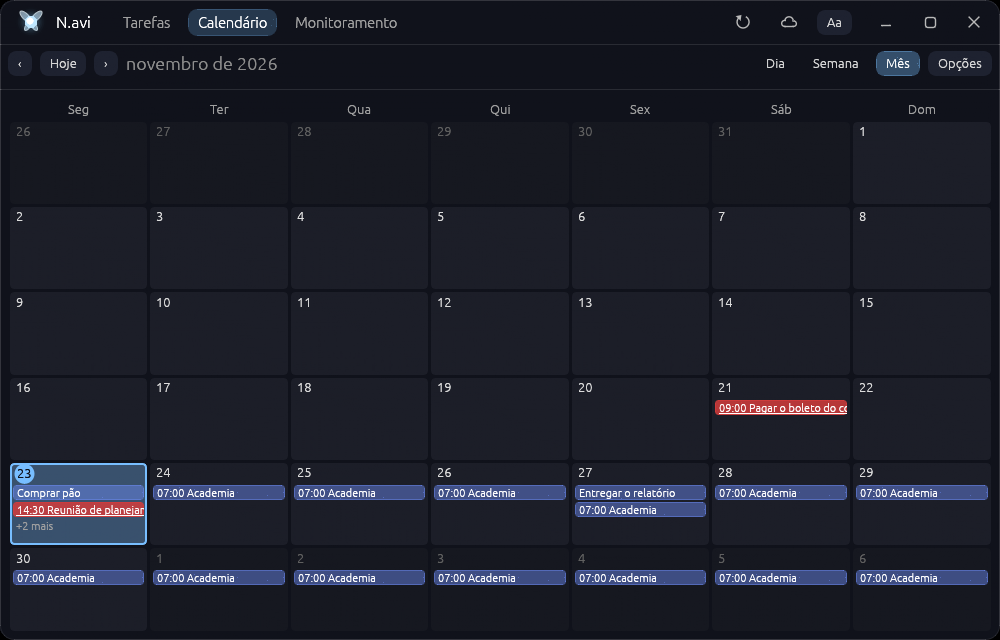 N.avi Tarefas Calendário Monitoramento Aa
‹ Hoje › novembro de 2026 Dia Semana Mês Opções
Seg Ter Qua Qui Sex Sáb Dom
26 27 28 29 30 31 1
2 3 4 5 6 7 8
9 10 11 12 13 14 15
16 17 18 19 20 21 22
09:00 Pagar o boleto do co
23 24 25 26 27 28 29
Comprar pão 07:00 Academia 07:00 Academia 07:00 Academia Entregar o relatório 07:00 Academia 07:00 Academia
14:30 Reunião de planejar 07:00 Academia
+2 mais
30 1 2 3 4 5 6
07:00 Academia 07:00 Academia 07:00 Academia 07:00 Academia 07:00 Academia 07:00 Academia 07:00 Academia